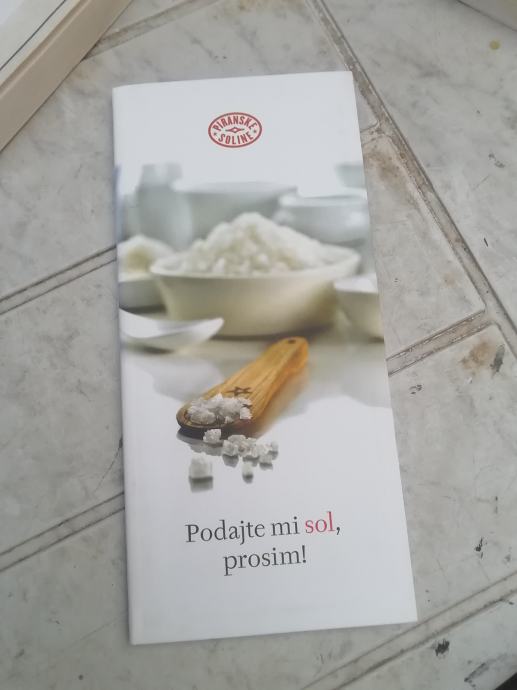 PIRANSKE
SOLINE
Podajte mi sol,
prosim!